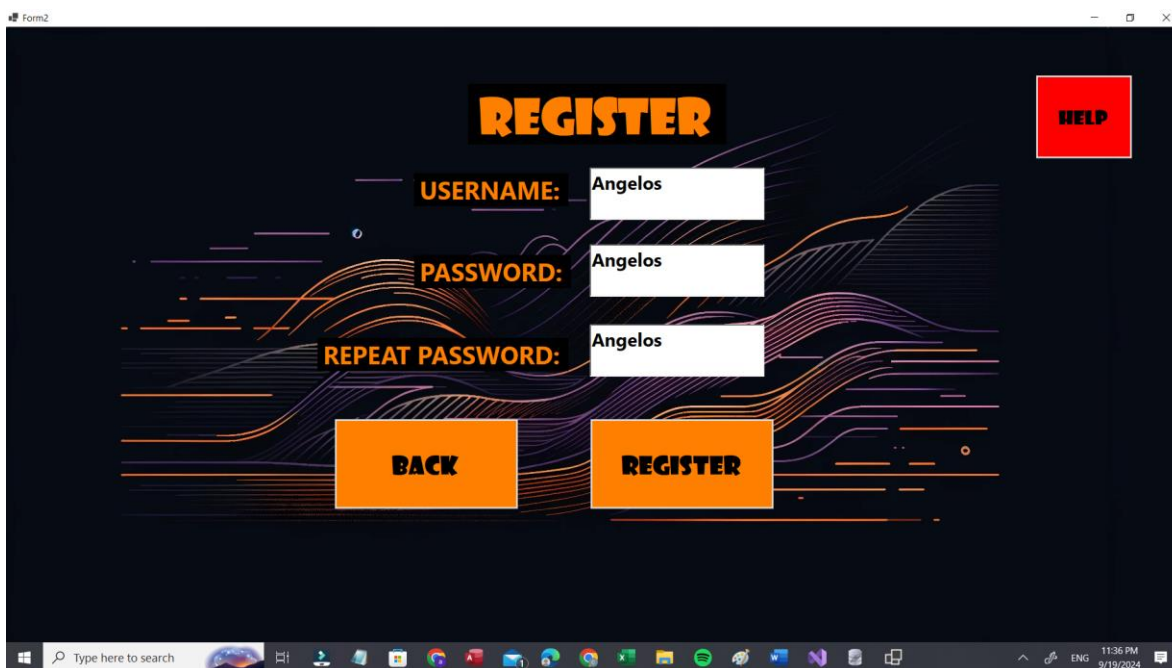 Form2
REGISTER
HELP
USERNAME: Angelos
PASSWORD: Angelos
REPEAT PASSWORD: Angelos
BACK REGISTER
Type here to search
ENG
11:36 PM
9/19/2024